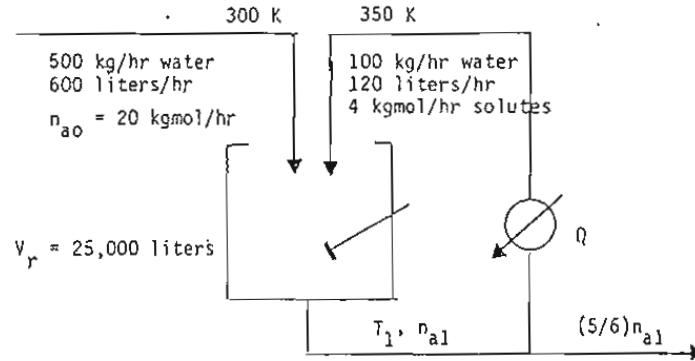 300 K
350 K
500 kg/hr water
600 liters/hr
n_ao = 20 kgmol/hr
100 kg/hr water
120 liters/hr
4 kgmol/hr solutes
V_r = 25,000 liters
Q
T_1, n_a1
(5/6)n_a1